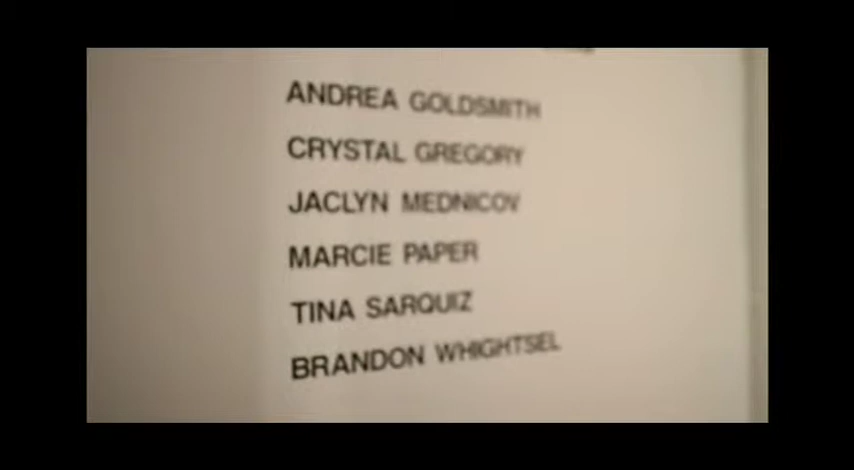 ANDREA GOLDSMITH
CRYSTAL GREGORY
JACLYN MEDNICOV
MARCIE PAPER
TINA SARQUIZ
BRANDON WHIGHTSEL